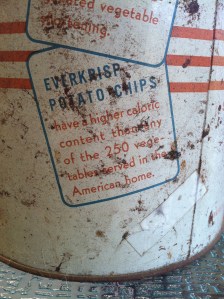 vegetable
EVERKRISP
POTATO CHIPS
have a higher caloric
content than any
of the 250 vege-
tables served in the
American home.